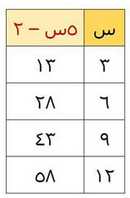 س ٥س – ٢
٣ ١٣
٦ ٢٨
٩ ٤٣
١٢ ٥٨